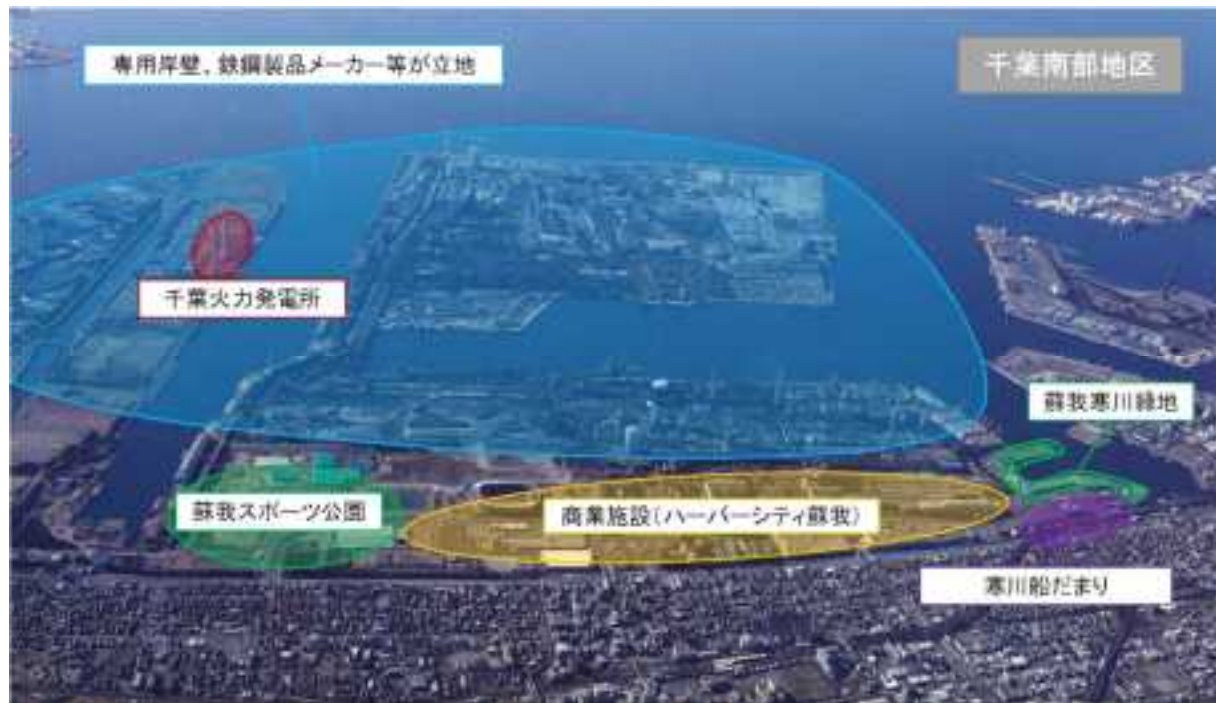 専用岸壁、鉄鋼製品メーカー等が立地
千葉南部地区
千葉火力発電所
蘇我寒川緑地
蘇我スポーツ公園
商業施設(ハーバーシティ蘇我)
寒川船だまり